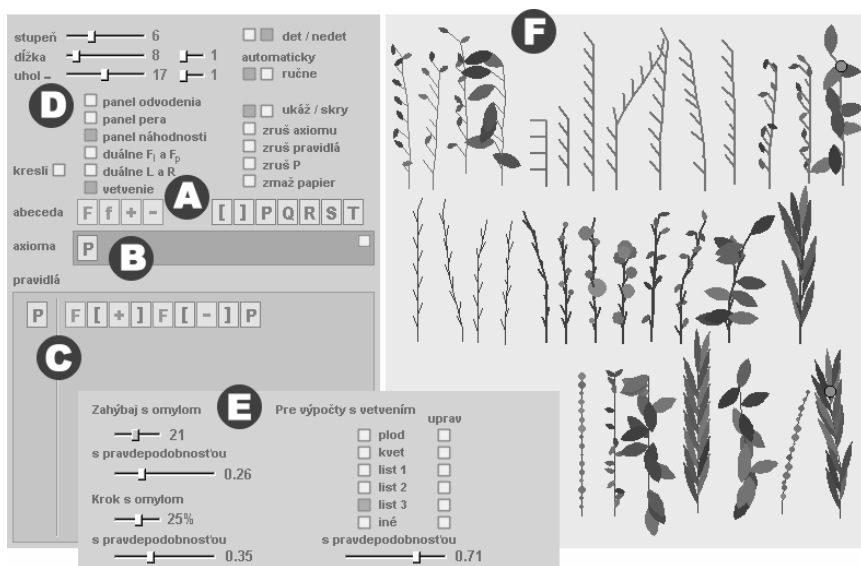 stupeň 6
dĺžka 8 1
uhol = 17 1
det / nedet
automaticky
ručne
D
panel odvodenia
panel pera
panel náhodnosti
duálne Fl a Fp
duálne L a R
vetvenie
kresli
ukáž / skry
zruš axiomu
zruš pravidlá
zruš P
zmaž papier
A
abeceda F f + - [ ] P Q R S T
axioma P
B
pravidlá
P F [ + ] F [ - ] P
C
E
Zahýbaj s omylom
21
s pravdepodobnosťou
0.26
Krok s omylom
25%
s pravdepodobnosťou
0.35
Pre výpočty s vetvením
uprav
plod
kvet
list 1
list 2
list 3
iné
s pravdepodobnosťou
0.71
F